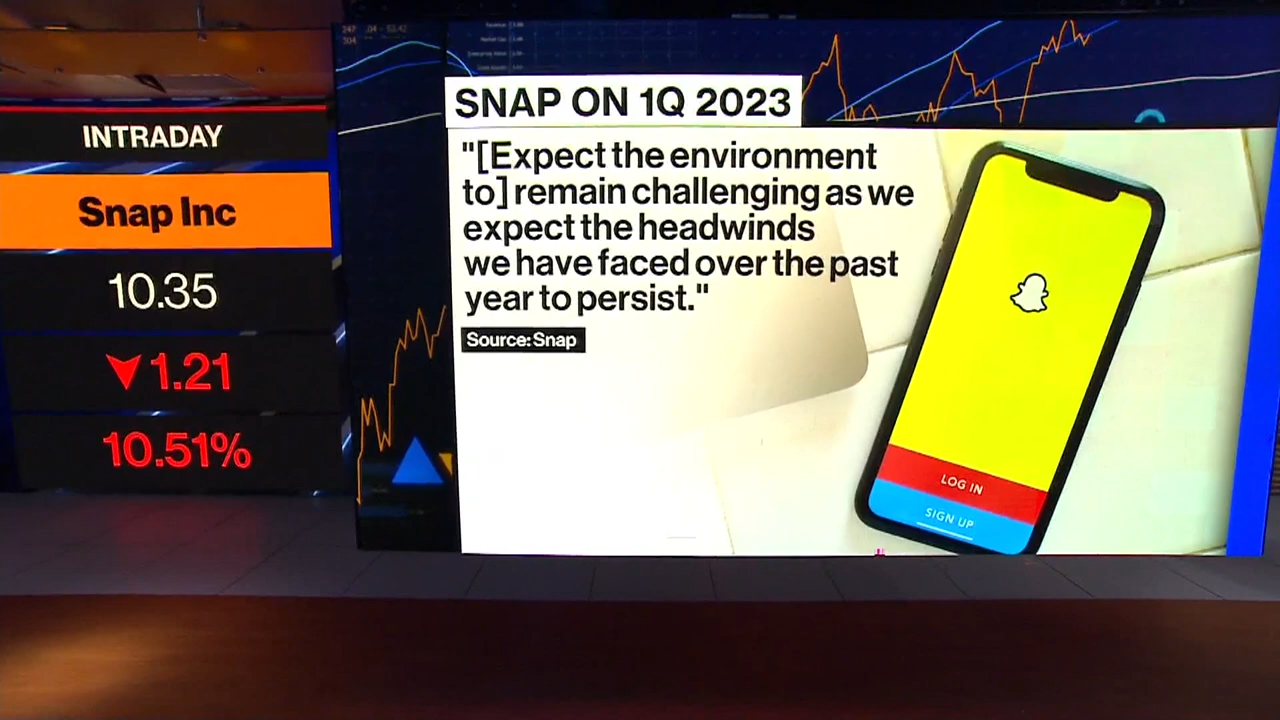 INTRADAY
Snap Inc
10.35
1.21
10.51%
SNAP ON 1Q 2023
"[Expect the environment
to] remain challenging as we
expect the headwinds
we have faced over the past
year to persist."
Source: Snap
LOG IN
SIGN UP